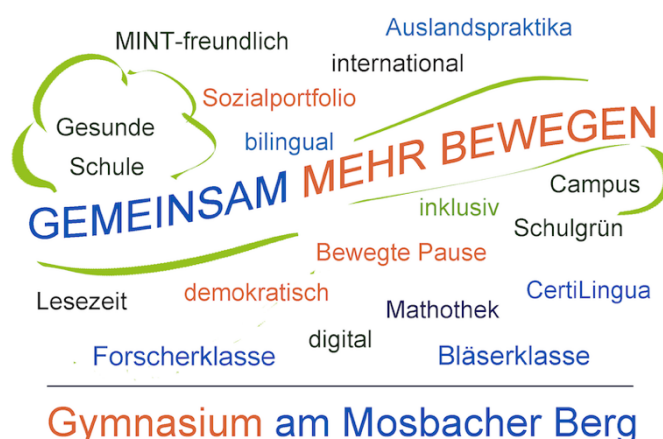 Auslandspraktika
MINT-freundlich
international
Sozialportfolio
Gesunde
Schule
bilingual
GEMEINSAM MEHR BEWEGEN
Campus
inklusiv
Schulgrün
Bewegte Pause
Lesezeit
demokratisch
CertiLingua
Mathothek
digital
Forscherklasse
Bläserklasse
Gymnasium am Mosbacher Berg